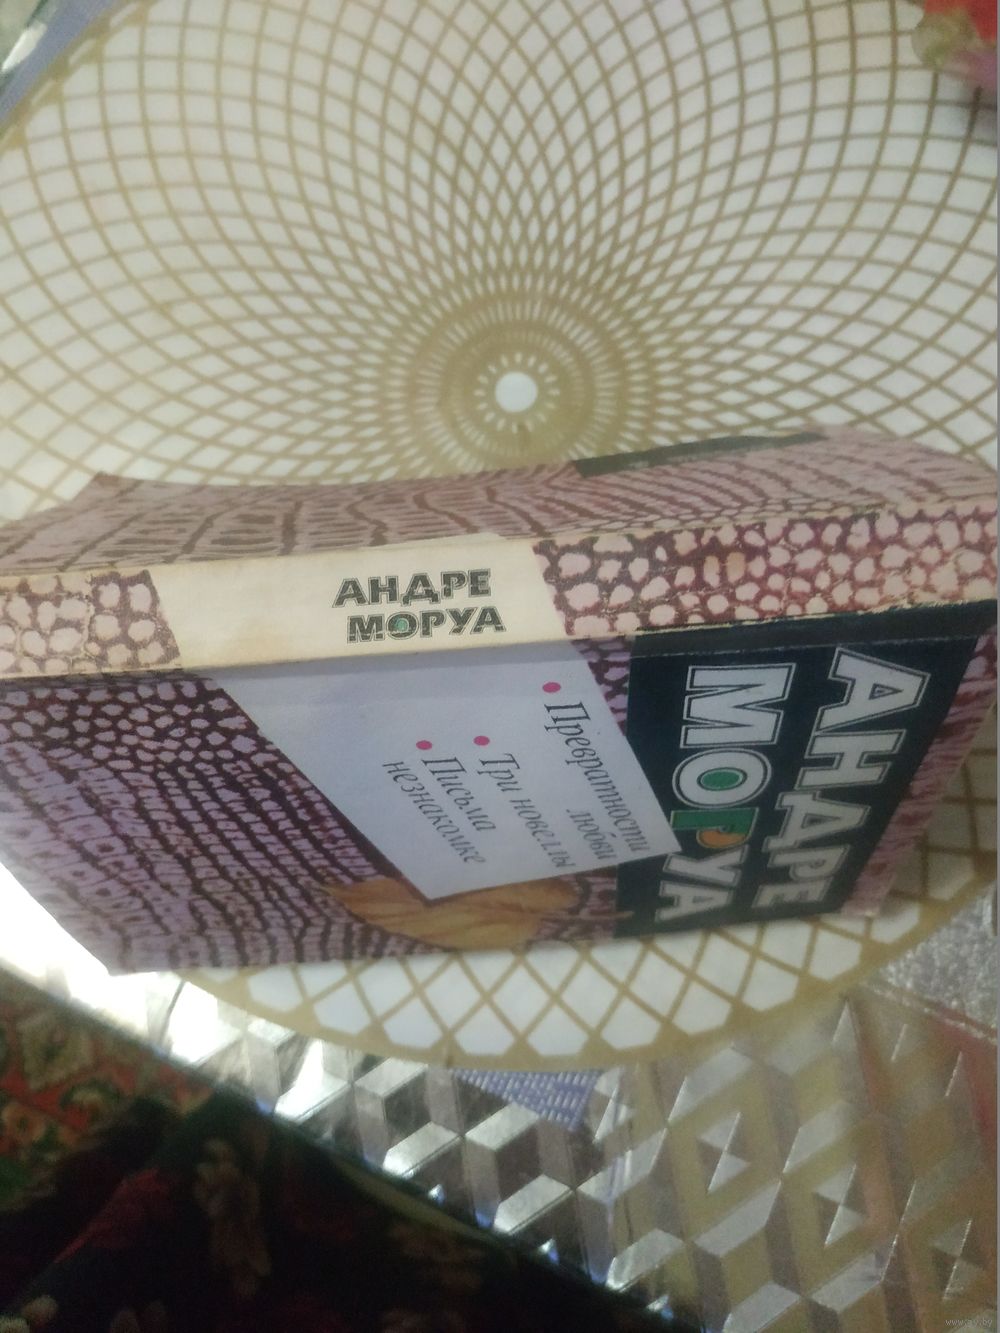 АНДРЕ
МОРУА
АНДРЕ
МОРУА
• Превратности
любви
• Три новеллы
• Письма
незнакомке